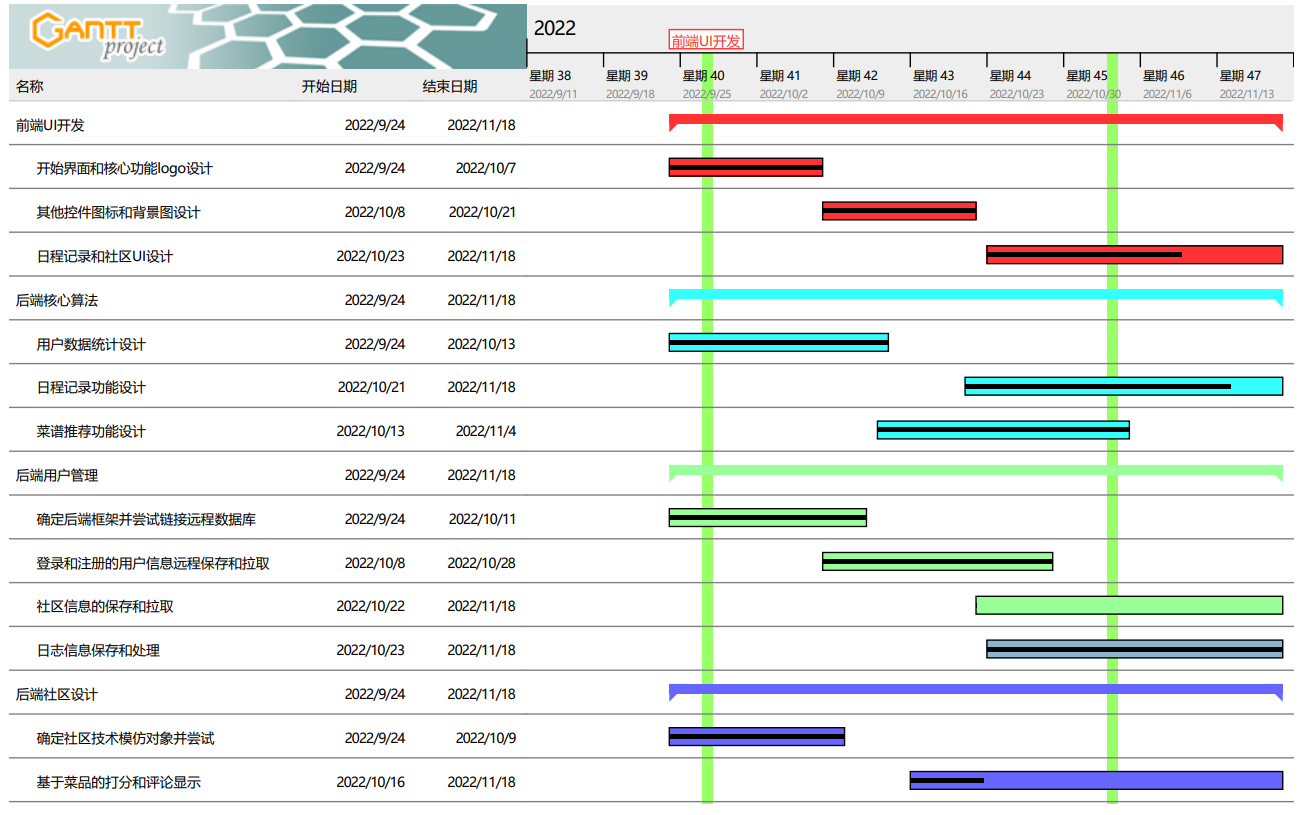 GANTT
project
2022
前端UI开发
名称 开始日期 结束日期
星期 38 星期 39 星期 40 星期 41 星期 42 星期 43 星期 44 星期 45 星期 46 星期 47
2022/9/11 2022/9/18 2022/9/25 2022/10/2 2022/10/9 2022/10/16 2022/10/23 2022/10/30 2022/11/6 2022/11/13
前端UI开发 2022/9/24 2022/11/18
开始界面和核心功能logo设计 2022/9/24 2022/10/7
其他控件图标和背景图设计 2022/10/8 2022/10/21
日程记录和社区UI设计 2022/10/23 2022/11/18
后端核心算法 2022/9/24 2022/11/18
用户数据统计设计 2022/9/24 2022/10/13
日程记录功能设计 2022/10/21 2022/11/18
菜谱推荐功能设计 2022/10/13 2022/11/4
后端用户管理 2022/9/24 2022/11/18
确定后端框架并尝试链接远程数据库 2022/9/24 2022/10/11
登录和注册的用户信息远程保存和拉取 2022/10/8 2022/10/28
社区信息的保存和拉取 2022/10/22 2022/11/18
日志信息保存和处理 2022/10/23 2022/11/18
后端社区设计 2022/9/24 2022/11/18
确定社区技术模仿对象并尝试 2022/9/24 2022/10/9
基于菜品的打分和评论显示 2022/10/16 2022/11/18